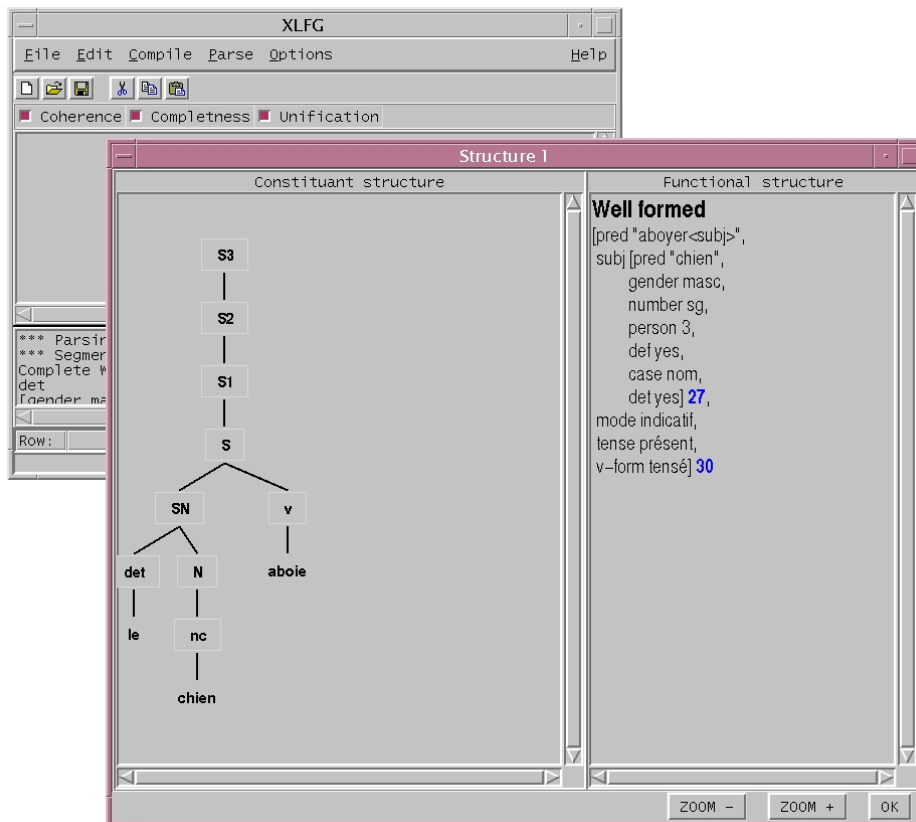 XLFG
File Edit Compile Parse Options Help
Coherence Completness Unification
Structure 1
Constituant structure
Functional structure
S3
S2
S1
S
SN v
det N aboie
le nc
chien
Well formed
[pred "aboyer<subj>",
subj [pred "chien",
gender masc,
number sg,
person 3,
def yes,
case nom,
det yes] 27,
mode indicatif,
tense présent,
v-form tensé] 30
*** Parsin
*** Segmen
Complete W
det
[gender ma
Row:
ZOOM - ZOOM + OK